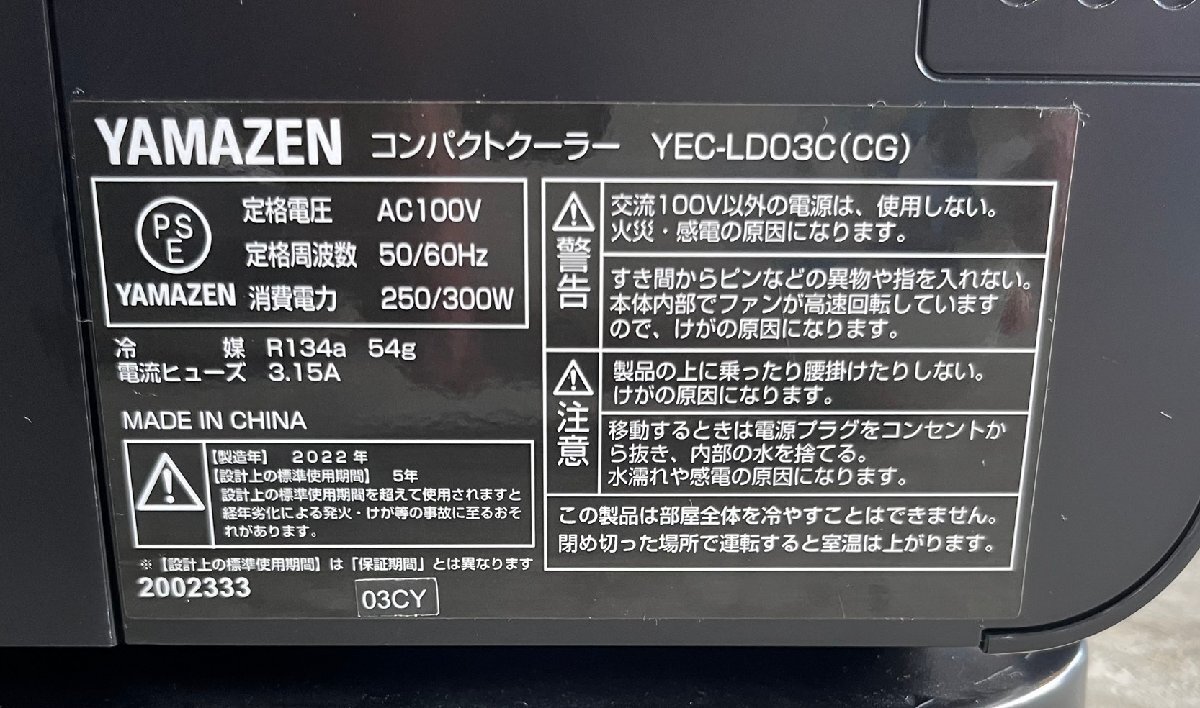 YAMAZEN コンパクトクーラー YEC-LD03C(CG)
PS
E
YAMAZEN
定格電圧 AC100V
定格周波数 50/60Hz
消費電力 250/300W
冷媒 R134a 54g
電流ヒューズ 3.15A
MADE IN CHINA
【製造年】 2022年
【設計上の標準使用期間】 5年
設計上の標準使用期間を超えて使用されますと
経年劣化による発火・けが等の事故に至るおそ
れがあります。
※【設計上の標準使用期間】は「保証期間」とは異なります
2002333
03CY
警告
交流100V以外の電源は、使用しない。
火災・感電の原因になります。
すき間からピンなどの異物や指を入れない。
本体内部でファンが高速回転しています
ので、けがの原因になります。
注意
製品の上に乗ったり腰掛けたりしない。
けがの原因になります。
移動するときは電源プラグをコンセントか
ら抜き、内部の水を捨てる。
水濡れや感電の原因になります。
この製品は部屋全体を冷やすことはできません。
閉め切った場所で運転すると室温は上がります。